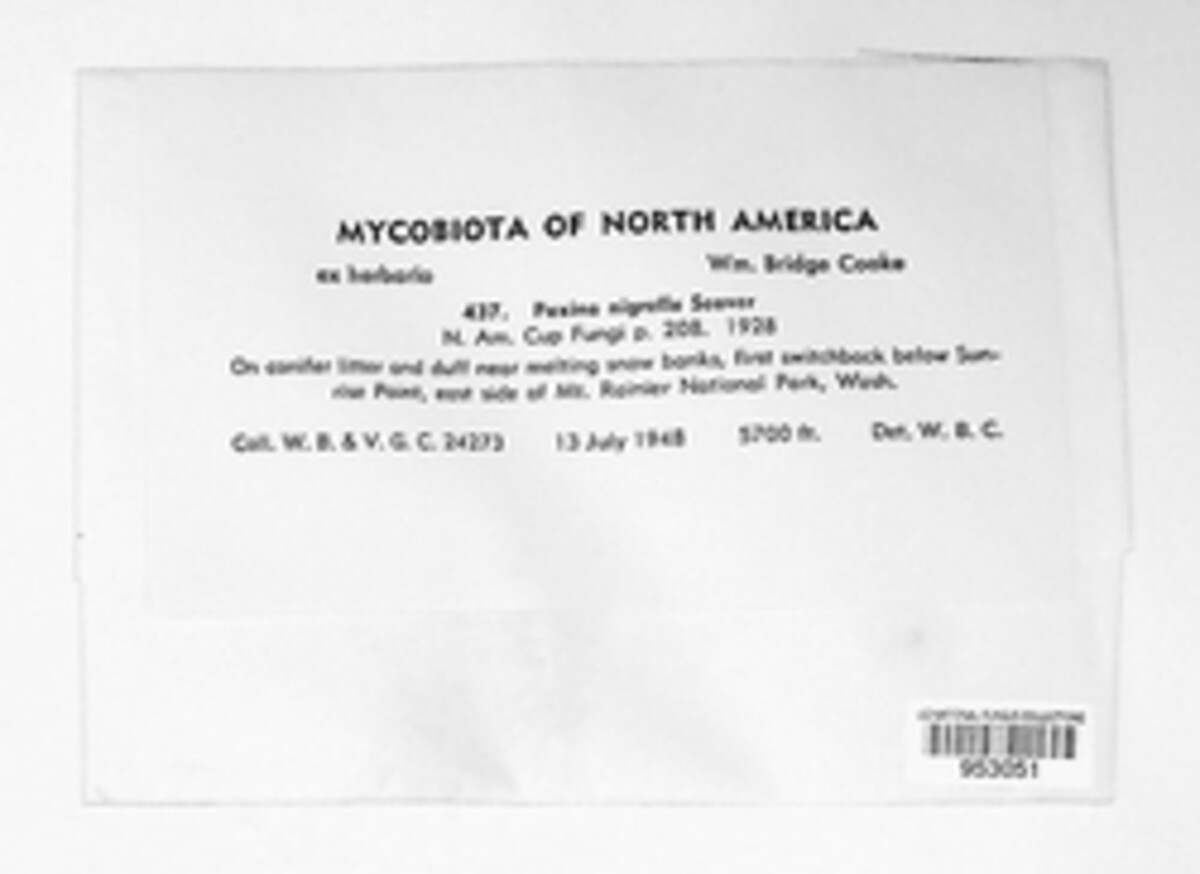 MYCOBIOTA OF NORTH AMERICA
ex herbario Wm. Bridge Cooke
437. Paxina nigrella Seaver
N. Am. Cup Fungi p. 208. 1928
On conifer litter and duff near melting snow banks, first switchback below Sun-
rise Point, east side of Mt. Rainier National Park, Wash.
Coll. W. B. & V. G. C. 24273 13 July 1948 5700 ft. Det. W. B. C.
953051